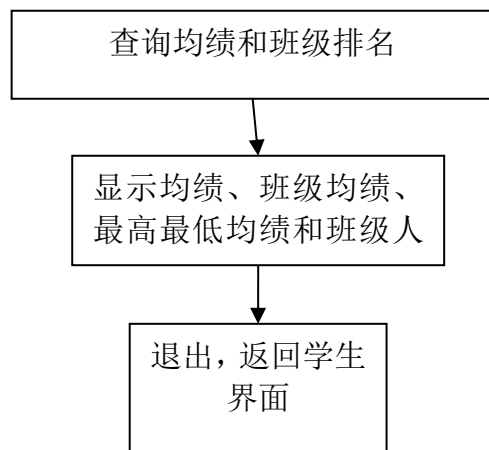 查询均绩和班级排名
显示均绩、班级均绩、
最高最低均绩和班级人
退出，返回学生
界面